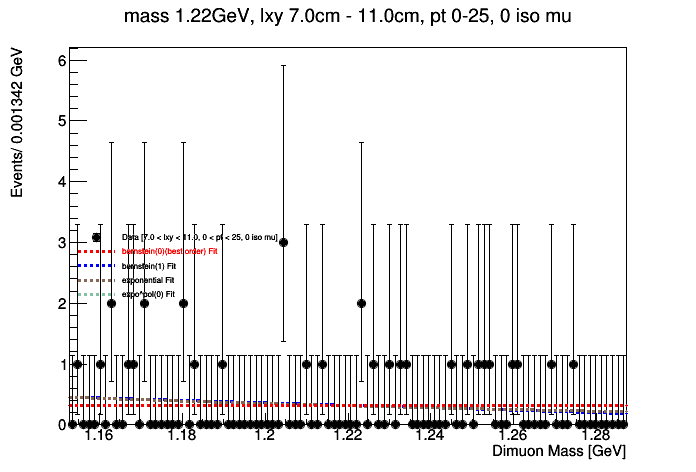 mass 1.22GeV, lxy 7.0cm - 11.0cm, pt 0-25, 0 iso mu
Events/ 0.001342 GeV
6
5
4
3
2
1
0
Data [7.0 < lxy < 11.0, 0 < pt < 25, 0 iso mu]
bernstein(0)(best order) Fit
bernstein(1) Fit
exponential Fit
expo*pol(0) Fit
1.16 1.18 1.2 1.22 1.24 1.26 1.28
Dimuon Mass [GeV]